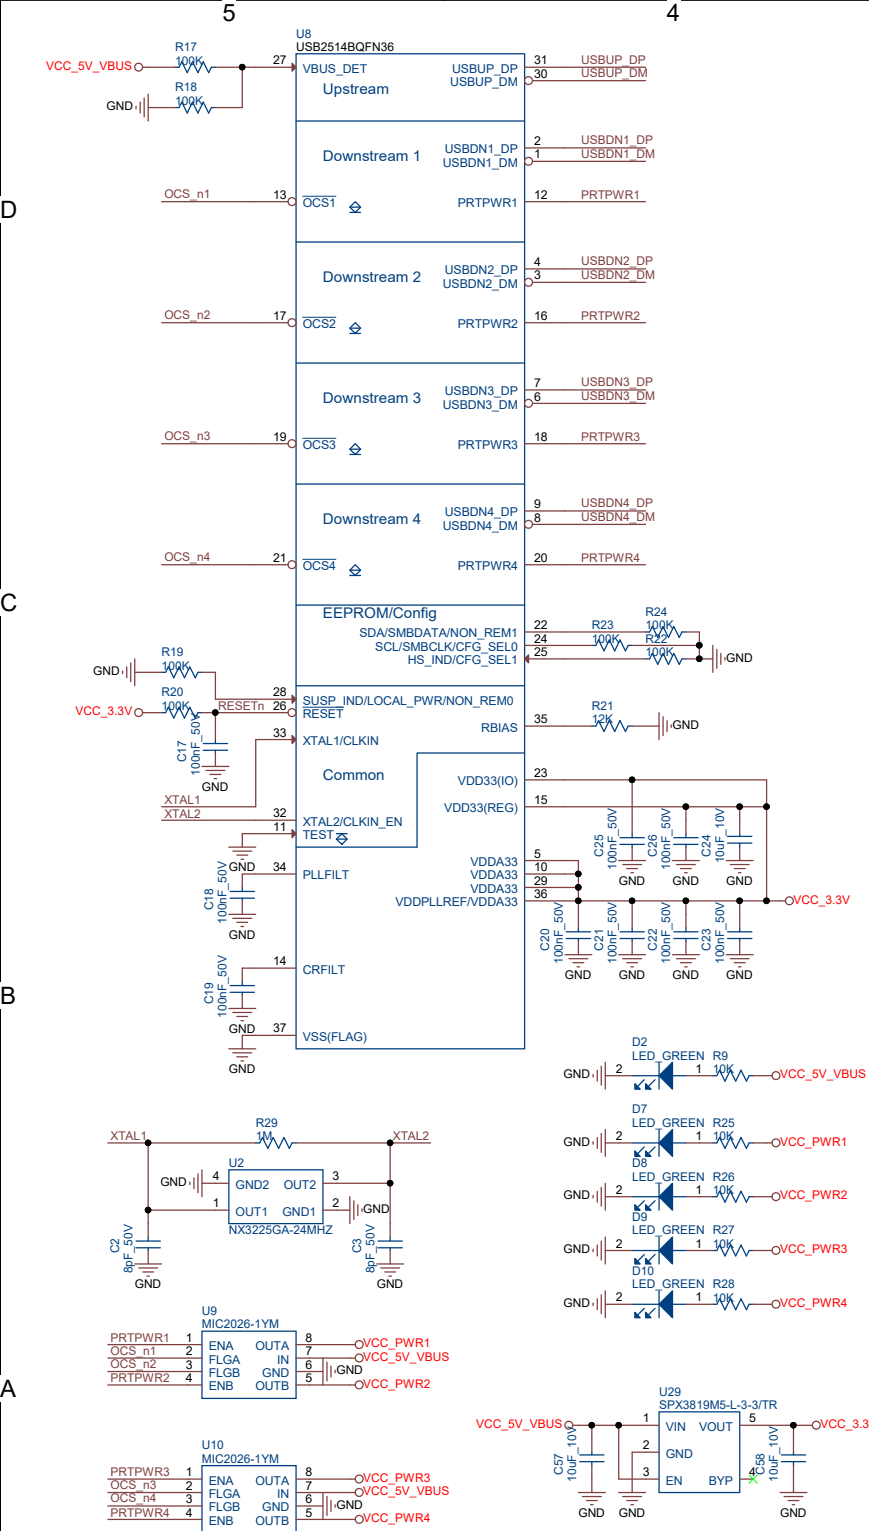 5
4
D
C
B
A
U8
USB2514BQFN36
VCC_5V_VBUS
R17
100K
R18
100K
GND
27
VBUS_DET
Upstream
USBUP_DP
31
USBUP_DP
USBUP_DM
30
USBUP_DM
Downstream 1
USBDN1_DP
2
USBDN1_DP
USBDN1_DM
1
USBDN1_DM
OCS_n1
13
OCS1
PRTPWR1
12
PRTPWR1
Downstream 2
USBDN2_DP
4
USBDN2_DP
USBDN2_DM
3
USBDN2_DM
OCS_n2
17
OCS2
PRTPWR2
16
PRTPWR2
Downstream 3
USBDN3_DP
7
USBDN3_DP
USBDN3_DM
6
USBDN3_DM
OCS_n3
19
OCS3
PRTPWR3
18
PRTPWR3
Downstream 4
USBDN4_DP
9
USBDN4_DP
USBDN4_DM
8
USBDN4_DM
OCS_n4
21
OCS4
PRTPWR4
20
PRTPWR4
EEPROM/Config
SDA/SMBDATA/NON_REM1
22
SCL/SMBCLK/CFG_SEL0
24
HS_IND/CFG_SEL1
25
R24
100K
R23
100K
R22
100K
GND
R19
100K
GND
R20
100K
VCC_3.3V
RESETn
28
SUSP_IND/LOCAL_PWR/NON_REM0
26
RESET
C17
100nF_50V
GND
33
XTAL1/CLKIN
RBIAS
35
R21
12K
GND
Common
XTAL1
XTAL2
32
XTAL2/CLKIN_EN
11
TEST
GND
VDD33(IO)
23
VDD33(REG)
15
C25
100nF_50V
GND
C26
100nF_50V
GND
C24
10uF_10V
GND
34
PLLFILT
C18
100nF_50V
GND
VDDA33
5
VDDA33
10
VDDA33
29
VDDPLLREF/VDDA33
36
VCC_3.3V
C20
100nF_50V
GND
C21
100nF_50V
GND
C22
100nF_50V
GND
C23
100nF_50V
GND
14
CRFILT
C19
100nF_50V
GND
37
VSS(FLAG)
GND
D2
LED_GREEN
GND
2
1
R9
10K
VCC_5V_VBUS
D7
LED_GREEN
GND
2
1
R25
10K
VCC_PWR1
D8
LED_GREEN
GND
2
1
R26
10K
VCC_PWR2
D9
LED_GREEN
GND
2
1
R27
10K
VCC_PWR3
D10
LED_GREEN
GND
2
1
R28
10K
VCC_PWR4
XTAL1
R29
1M
XTAL2
U2
GND
4
GND2
OUT2
3
1
OUT1
GND1
2
GND
NX3225GA-24MHZ
C2
8pF_50V
GND
C3
8pF_50V
GND
U9
MIC2026-1YM
PRTPWR1
1
ENA
OUTA
8
VCC_PWR1
OCS_n1
2
FLGA
IN
7
VCC_5V_VBUS
OCS_n2
3
FLGB
GND
6
GND
PRTPWR2
4
ENB
OUTB
5
VCC_PWR2
U10
MIC2026-1YM
PRTPWR3
1
ENA
OUTA
8
VCC_PWR3
OCS_n3
2
FLGA
IN
7
VCC_5V_VBUS
OCS_n4
3
FLGB
GND
6
GND
PRTPWR4
4
ENB
OUTB
5
VCC_PWR4
U29
SPX3819M5-L-3-3/TR
VCC_5V_VBUS
1
VIN
VOUT
5
VCC_3.3
2
GND
3
EN
BYP
4
C57
10uF_10V
GND
GND
C58
10uF_10V
GND